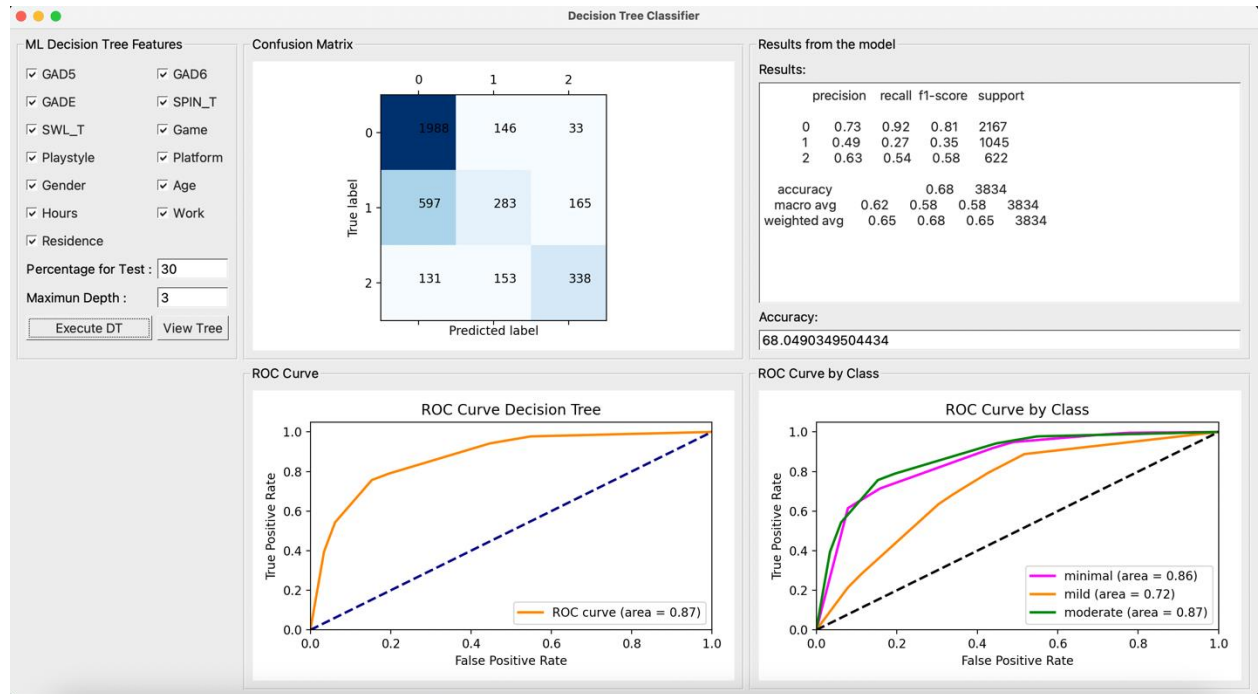 Decision Tree Classifier
ML Decision Tree Features
GAD5 GAD6
GADE SPIN_T
SWL_T Game
Playstyle Platform
Gender Age
Hours Work
Residence
Percentage for Test : 30
Maximun Depth : 3
Execute DT View Tree
Confusion Matrix
0 1 2
0 1988 146 33
1 597 283 165
2 131 153 338
True label
Predicted label
Results from the model
Results:
precision recall f1-score support
0 0.73 0.92 0.81 2167
1 0.49 0.27 0.35 1045
2 0.63 0.54 0.58 622
accuracy 0.68 3834
macro avg 0.62 0.58 0.58 3834
weighted avg 0.65 0.68 0.65 3834
Accuracy:
68.0490349504434
ROC Curve
ROC Curve Decision Tree
1.0
0.8
0.6
0.4
0.2
0.0
True Positive Rate
ROC curve (area = 0.87)
0.0 0.2 0.4 0.6 0.8 1.0
False Positive Rate
ROC Curve by Class
ROC Curve by Class
1.0
0.8
0.6
0.4
0.2
0.0
True Positive Rate
minimal (area = 0.86)
mild (area = 0.72)
moderate (area = 0.87)
0.0 0.2 0.4 0.6 0.8 1.0
False Positive Rate